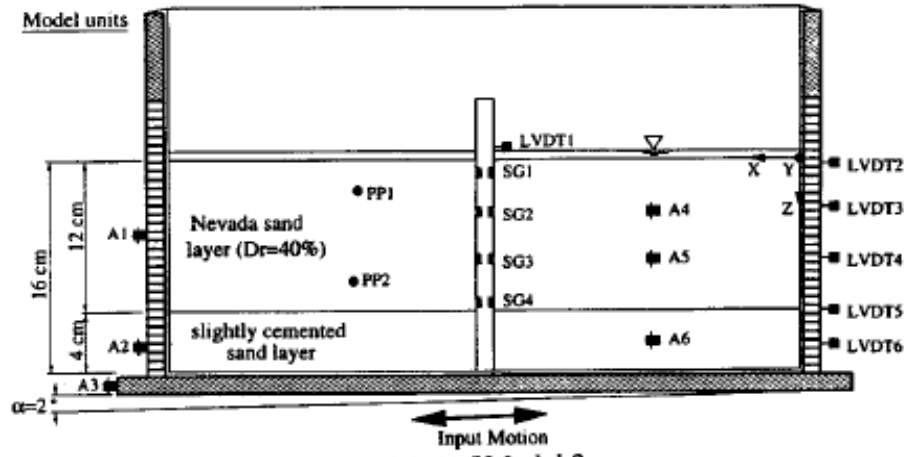 Model units
LVDT1
X
Y
LVDT2
SG1
PP1
Z
LVDT3
A4
SG2
Nevada sand
layer (Dr=40%)
A1
12 cm
16 cm
SG3
A5
LVDT4
PP2
SG4
LVDT5
slightly cemented
sand layer
4 cm
A2
A6
LVDT6
A3
α=2
Input Motion